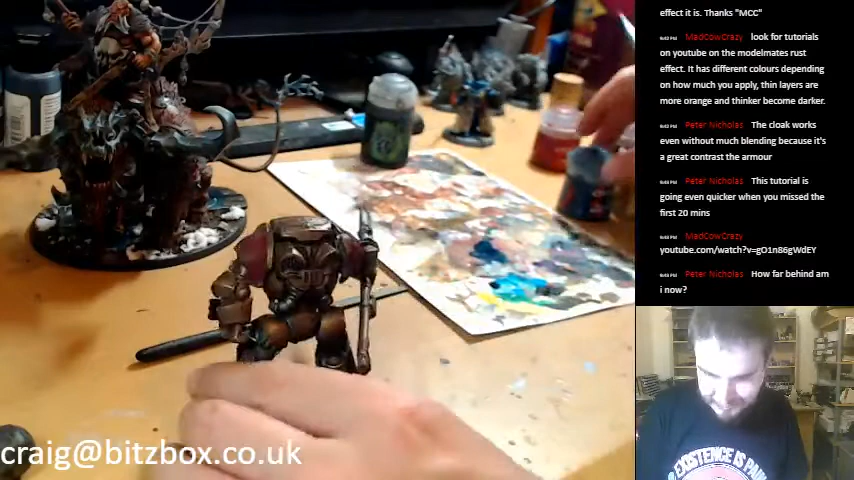 effect it is. Thanks "MCC"
MadCowCrazy look for tutorials
on youtube on the modelmates rust
effect. It has different colours depending
on how much you apply, thin layers are
more orange and thinker become darker.
Peter Nicholas The cloak works
even without much blending because it's
a great contrast the armour
Peter Nicholas This tutorial is
going even quicker when you missed the
first 20 mins
MadCowCrazy
youtube.com/watch?v=gO1n86gWdEY
Peter Nicholas How far behind am
i now?
craig@bitzbox.co.uk
EXISTENCE IS PAIN